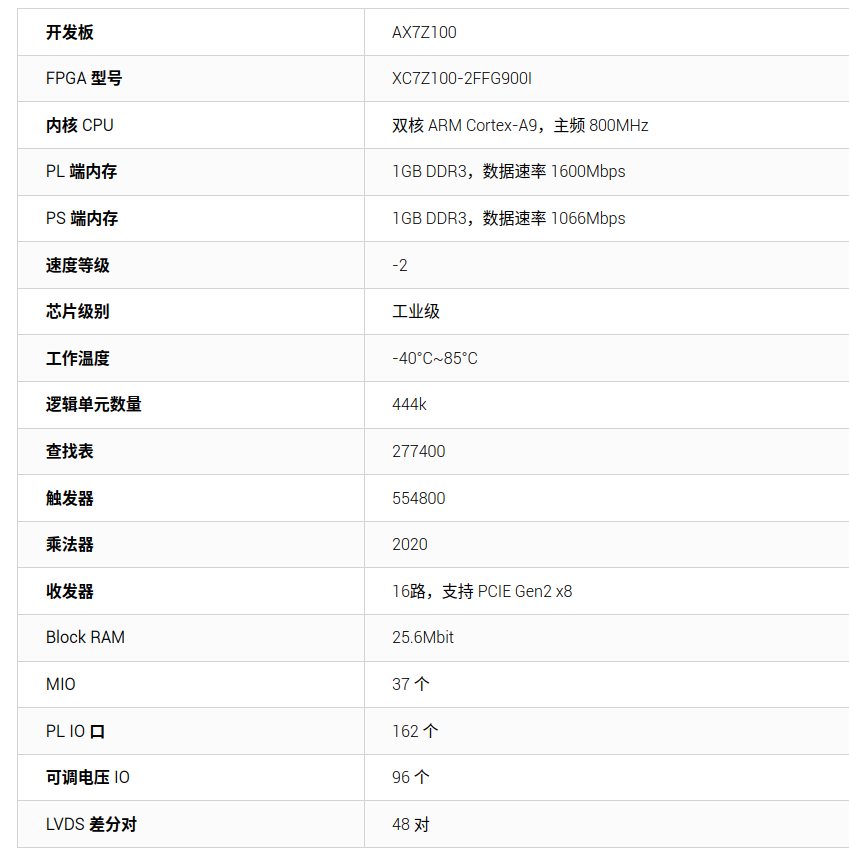 开发板 AX7Z100
FPGA 型号 XC7Z100-2FFG900I
内核 CPU 双核 ARM Cortex-A9，主频 800MHz
PL 端内存 1GB DDR3，数据速率 1600Mbps
PS 端内存 1GB DDR3，数据速率 1066Mbps
速度等级 -2
芯片级别 工业级
工作温度 -40°C~85°C
逻辑单元数量 444k
查找表 277400
触发器 554800
乘法器 2020
收发器 16路，支持 PCIE Gen2 x8
Block RAM 25.6Mbit
MIO 37 个
PL IO 口 162 个
可调电压 IO 96 个
LVDS 差分对 48 对